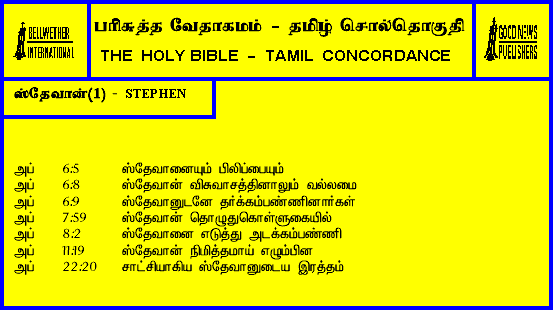 BELLWETHER
INTERNATIONAL
பரிசுத்த வேதாகமம் - தமிழ் சொல்தொகுதி
THE HOLY BIBLE - TAMIL CONCORDANCE
GOOD NEWS
PUBLISHERS
ஸ்தேவான்(1) - STEPHEN
அப் 6:5 ஸ்தேவானையும் பிலிப்பையும்
அப் 6:8 ஸ்தேவான் விசுவாசத்தினாலும் வல்லமை
அப் 6:9 ஸ்தேவானுடனே தர்க்கம்பண்ணினார்கள்
அப் 7:59 ஸ்தேவான் தொழுதுகொள்ளுகையில்
அப் 8:2 ஸ்தேவானை எடுத்து அடக்கம்பண்ணி
அப் 11:19 ஸ்தேவான் நிமித்தமாய் எழும்பின
அப் 22:20 சாட்சியாகிய ஸ்தேவானுடைய இரத்தம்